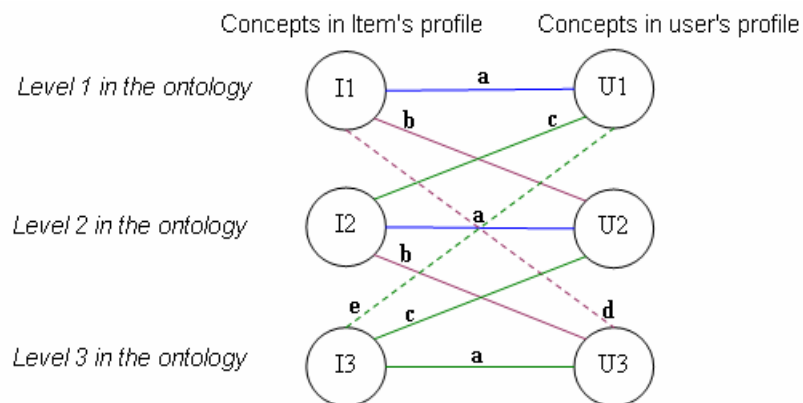 Concepts in Item's profile Concepts in user's profile
Level 1 in the ontology I1 a U1
b c
Level 2 in the ontology I2 a U2
b
e c d
Level 3 in the ontology I3 a U3